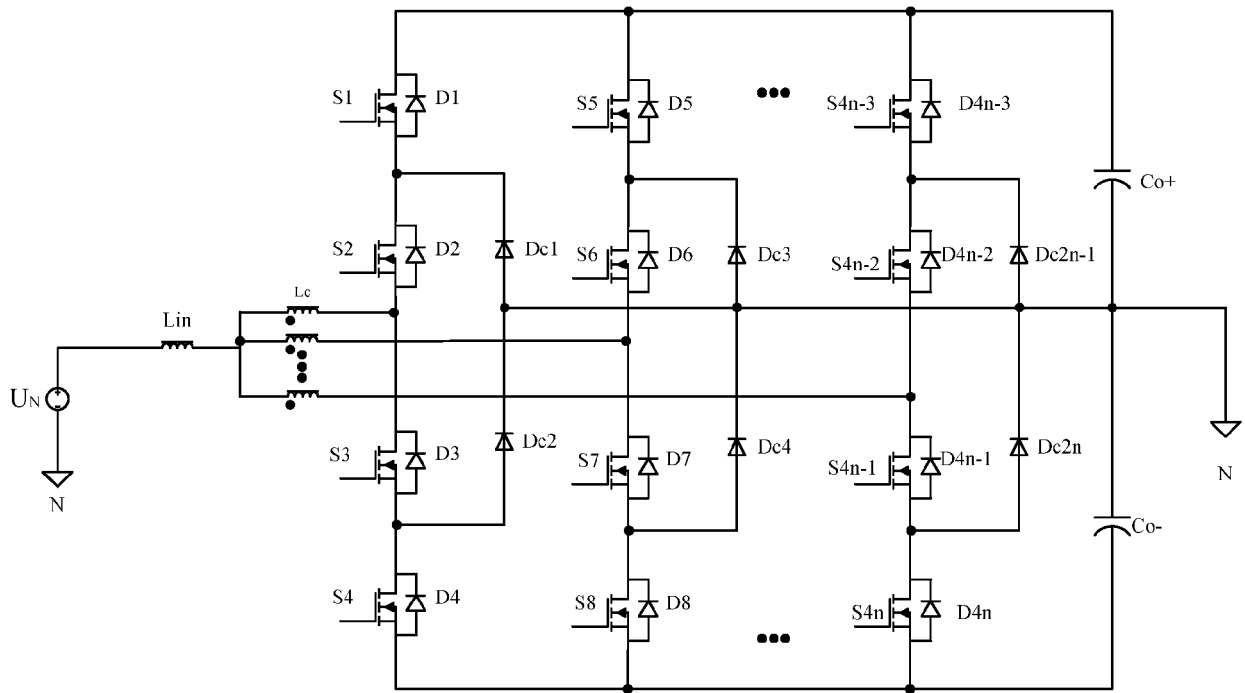 S1 D1 S5 D5 S4n-3 D4n-3
Co+
S2 D2 Dc1 S6 D6 Dc3 S4n-2 D4n-2 Dc2n-1
Lc
Lin
UN
N
S3 D3 Dc2 S7 D7 Dc4 S4n-1 D4n-1 Dc2n
N
Co-
S4 D4 S8 D8 S4n D4n